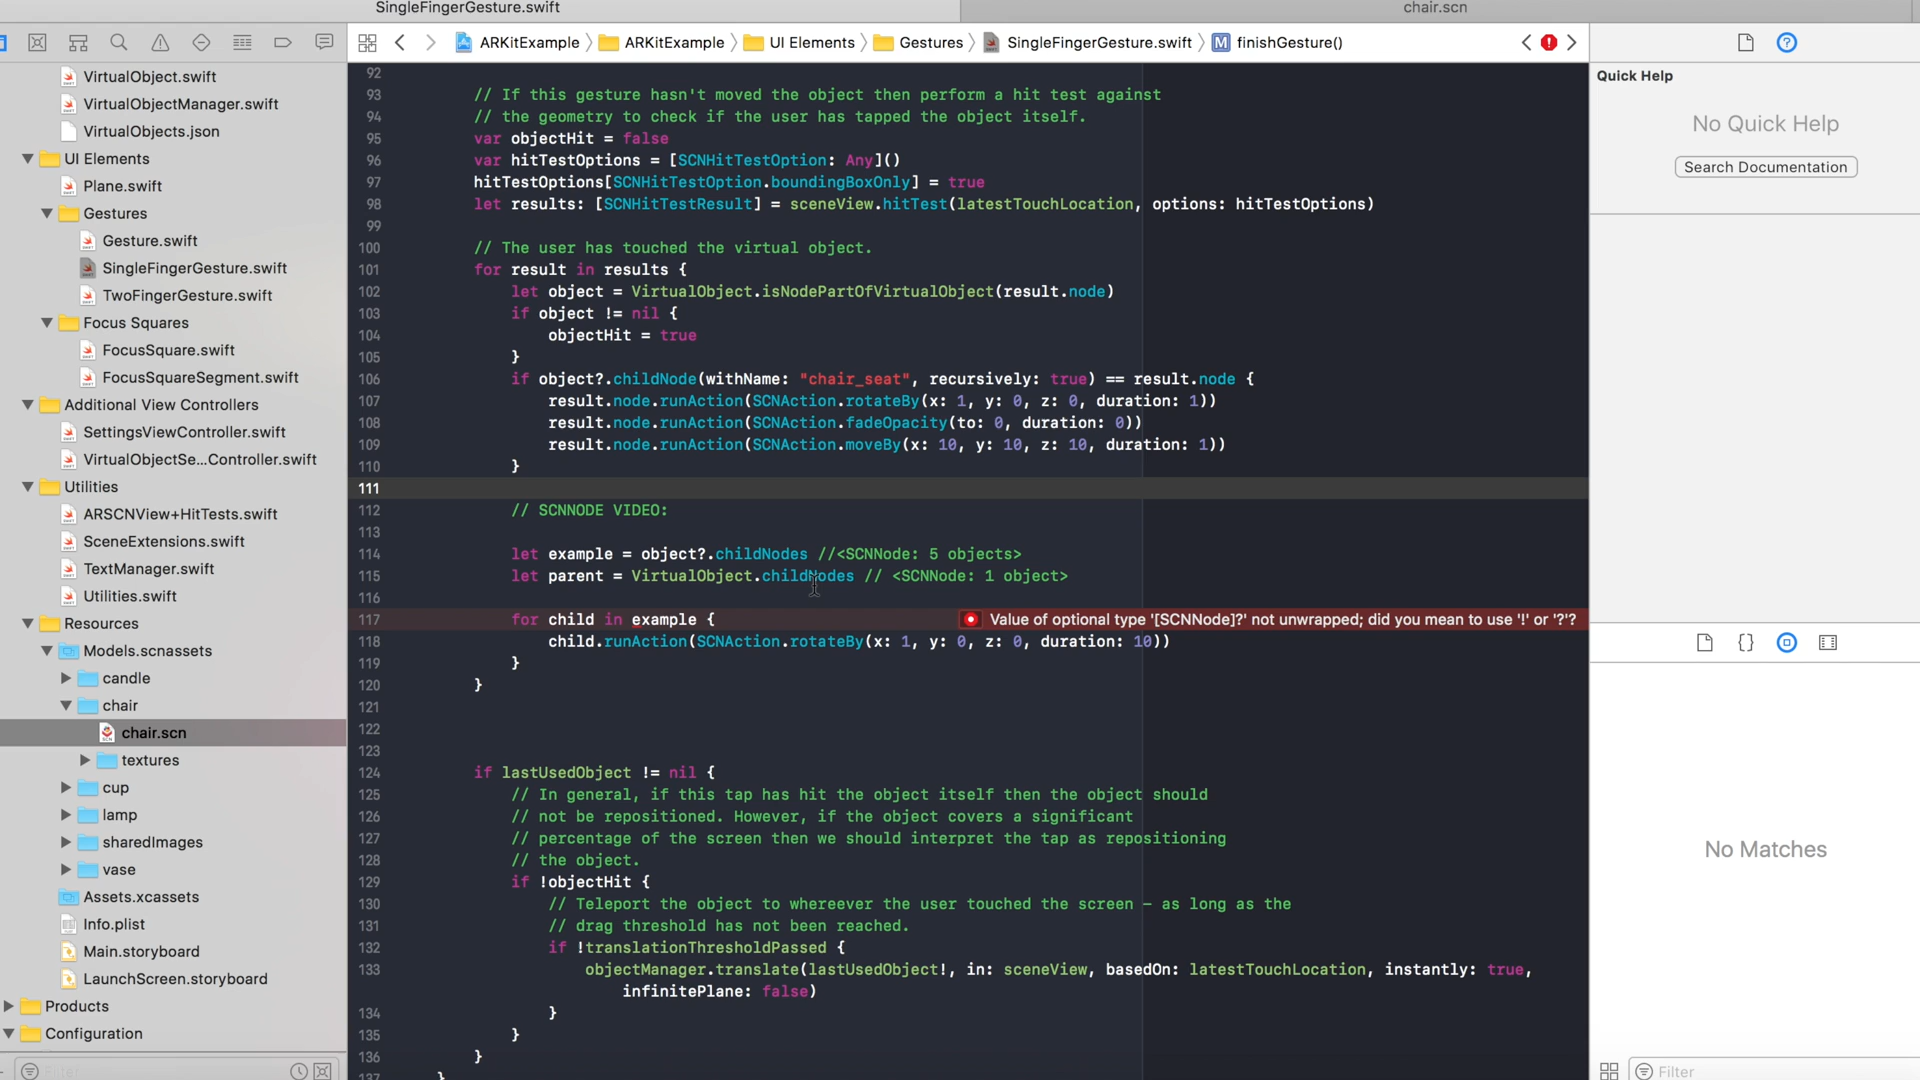 SingleFingerGesture.swift
chair.scn
ARKitExample
ARKitExample
UI Elements
Gestures
SingleFingerGesture.swift
M
finishGesture()
VirtualObject.swift
VirtualObjectManager.swift
VirtualObjects.json
UI Elements
Plane.swift
Gestures
Gesture.swift
SingleFingerGesture.swift
TwoFingerGesture.swift
Focus Squares
FocusSquare.swift
FocusSquareSegment.swift
Additional View Controllers
SettingsViewController.swift
VirtualObjectSe...Controller.swift
Utilities
ARSCNView+HitTests.swift
SceneExtensions.swift
TextManager.swift
Utilities.swift
Resources
Models.scnassets
candle
chair
chair.scn
textures
cup
lamp
sharedImages
vase
Assets.xcassets
Info.plist
Main.storyboard
LaunchScreen.storyboard
Products
Configuration
92
93 // If this gesture hasn't moved the object then perform a hit test against
94 // the geometry to check if the user has tapped the object itself.
95 var objectHit = false
96 var hitTestOptions = [SCNHitTestOption: Any]()
97 hitTestOptions[SCNHitTestOption.boundingBoxOnly] = true
98 let results: [SCNHitTestResult] = sceneView.hitTest(latestTouchLocation, options: hitTestOptions)
99
100 // The user has touched the virtual object.
101 for result in results {
102 let object = VirtualObject.isNodePartOfVirtualObject(result.node)
103 if object != nil {
104 objectHit = true
105 }
106 if object?.childNode(withName: "chair_seat", recursively: true) == result.node {
107 result.node.runAction(SCNAction.rotateBy(x: 1, y: 0, z: 0, duration: 1))
108 result.node.runAction(SCNAction.fadeOpacity(to: 0, duration: 0))
109 result.node.runAction(SCNAction.moveBy(x: 10, y: 10, z: 10, duration: 1))
110 }
111
112 // SCNNODE VIDEO:
113
114 let example = object?.childNodes //<SCNNode: 5 objects>
115 let parent = VirtualObject.childNodes // <SCNNode: 1 object>
116
117 for child in example { Value of optional type '[SCNNode]?' not unwrapped; did you mean to use '!' or '?'?
118 child.runAction(SCNAction.rotateBy(x: 1, y: 0, z: 0, duration: 10))
119 }
120 }
121
122
123
124 if lastUsedObject != nil {
125 // In general, if this tap has hit the object itself then the object should
126 // not be repositioned. However, if the object covers a significant
127 // percentage of the screen then we should interpret the tap as repositioning
128 // the object.
129 if !objectHit {
130 // Teleport the object to whereever the user touched the screen – as long as the
131 // drag threshold has not been reached.
132 if !translationThresholdPassed {
133 objectManager.translate(lastUsedObject!, in: sceneView, basedOn: latestTouchLocation, instantly: true,
infinitePlane: false)
134 }
135 }
136 }
137 }
Quick Help
No Quick Help
Search Documentation
{}
No Matches
Filter